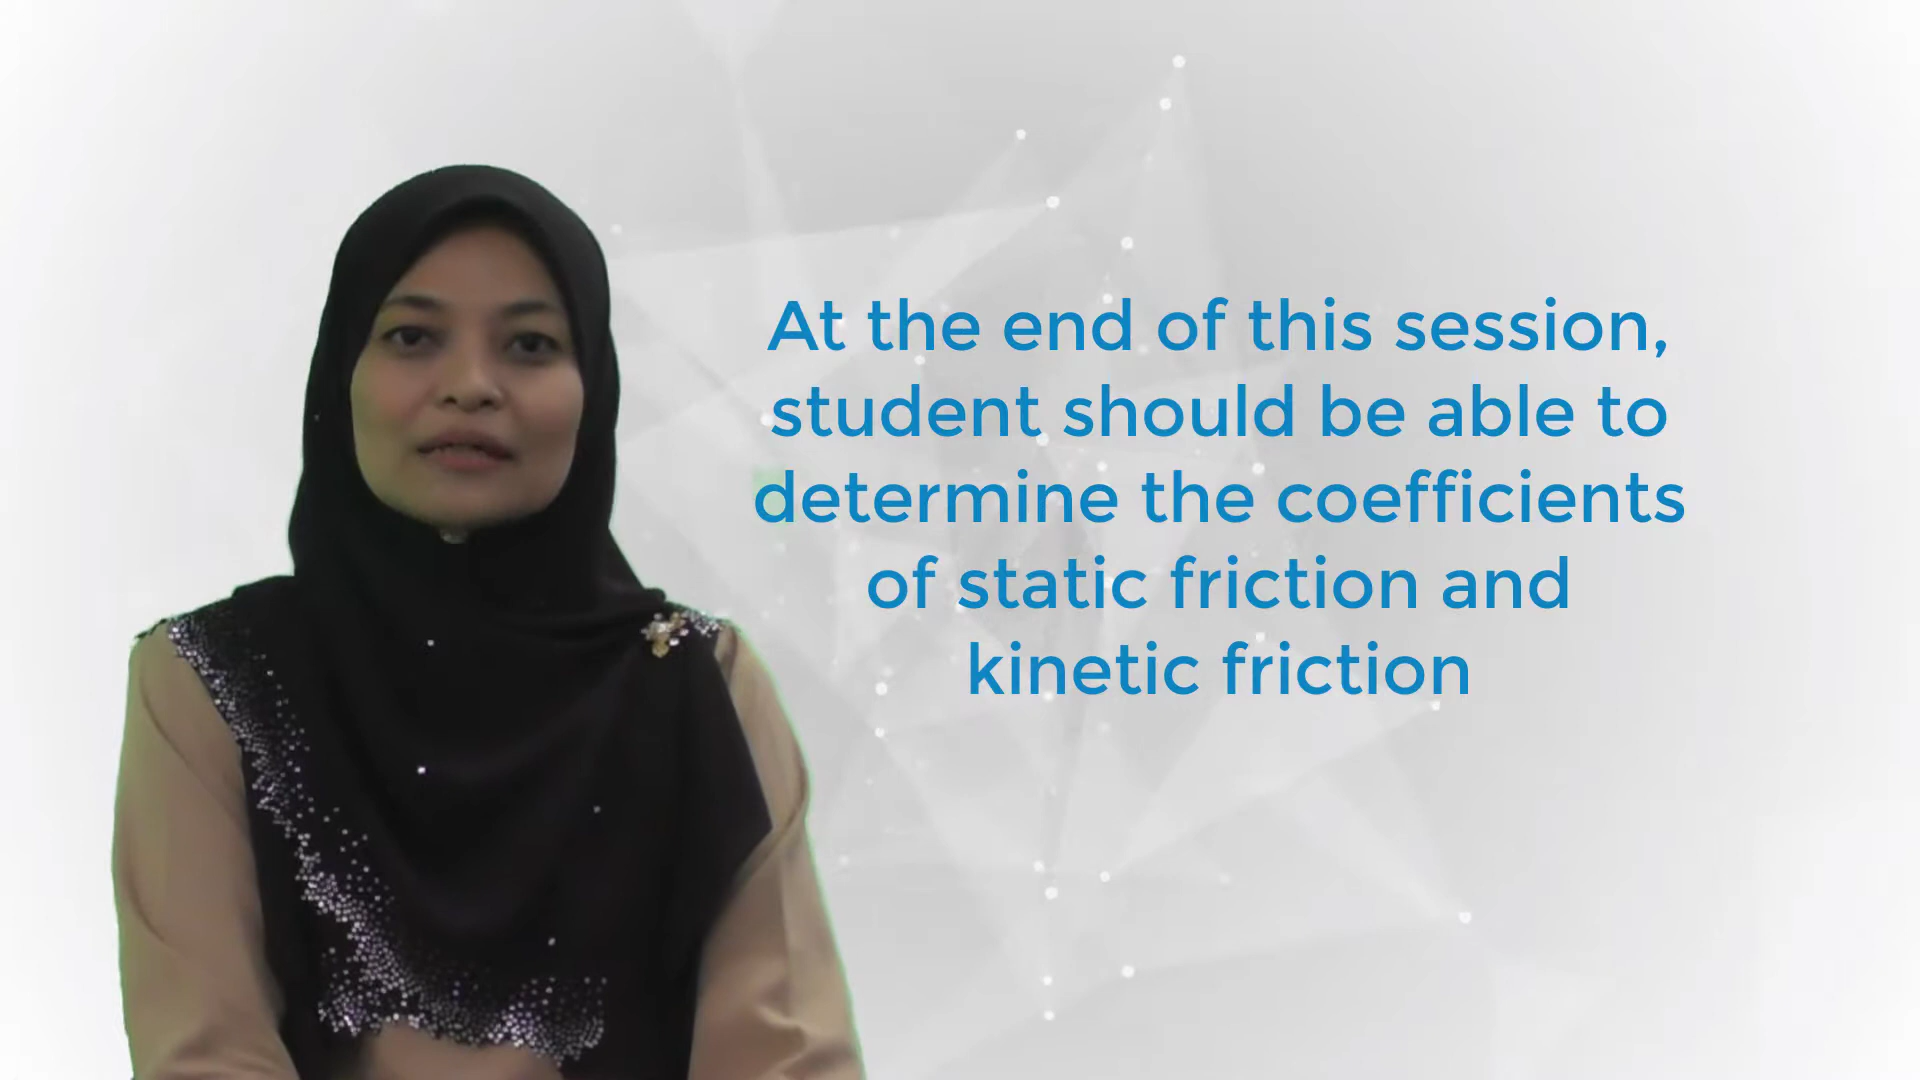 At the end of this session,
student should be able to
determine the coefficients
of static friction and
kinetic friction